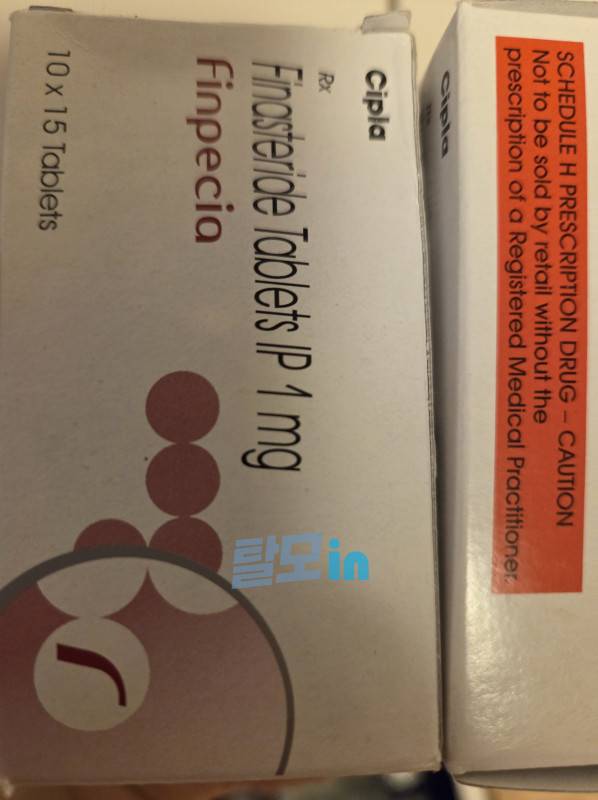 Cipla
Rx
Finasteride Tablets IP 1 mg
Finpecia
10 x 15 Tablets
SCHEDULE H PRESCRIPTION DRUG – CAUTION
Not to be sold by retail without the
prescription of a Registered Medical Practitioner.
Cipla
탈모in